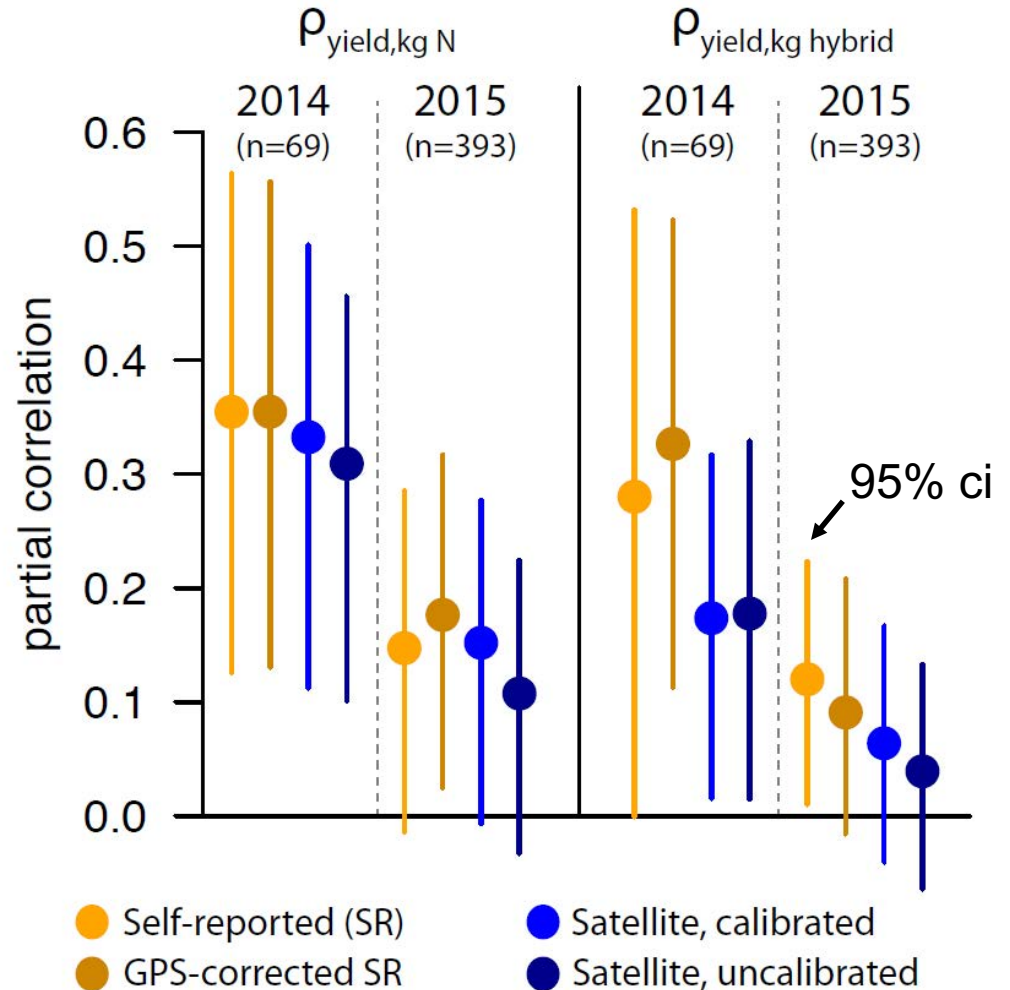 ρyield,kg N
ρyield,kg hybrid
2014
2015
2014
2015
(n=69)
(n=393)
(n=69)
(n=393)
0.6
0.5
0.4
0.3
0.2
0.1
0.0
partial correlation
95% ci
Self-reported (SR)
Satellite, calibrated
GPS-corrected SR
Satellite, uncalibrated